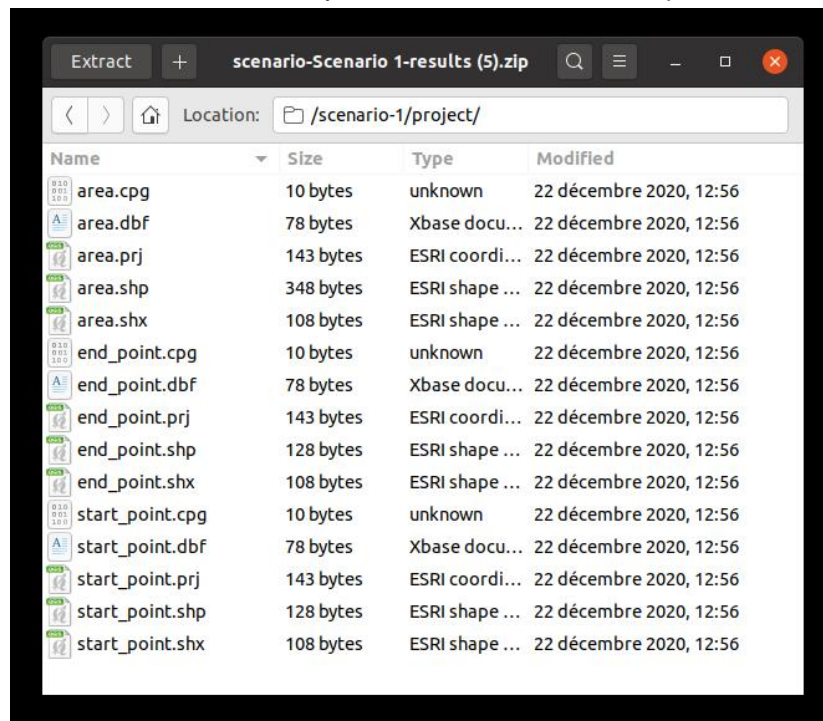 Extract + scenario-Scenario 1-results (5).zip
Location: /scenario-1/project/
Name Size Type Modified
area.cpg 10 bytes unknown 22 décembre 2020, 12:56
area.dbf 78 bytes Xbase docu... 22 décembre 2020, 12:56
area.prj 143 bytes ESRI coordi... 22 décembre 2020, 12:56
area.shp 348 bytes ESRI shape ... 22 décembre 2020, 12:56
area.shx 108 bytes ESRI shape ... 22 décembre 2020, 12:56
end_point.cpg 10 bytes unknown 22 décembre 2020, 12:56
end_point.dbf 78 bytes Xbase docu... 22 décembre 2020, 12:56
end_point.prj 143 bytes ESRI coordi... 22 décembre 2020, 12:56
end_point.shp 128 bytes ESRI shape ... 22 décembre 2020, 12:56
end_point.shx 108 bytes ESRI shape ... 22 décembre 2020, 12:56
start_point.cpg 10 bytes unknown 22 décembre 2020, 12:56
start_point.dbf 78 bytes Xbase docu... 22 décembre 2020, 12:56
start_point.prj 143 bytes ESRI coordi... 22 décembre 2020, 12:56
start_point.shp 128 bytes ESRI shape ... 22 décembre 2020, 12:56
start_point.shx 108 bytes ESRI shape ... 22 décembre 2020, 12:56